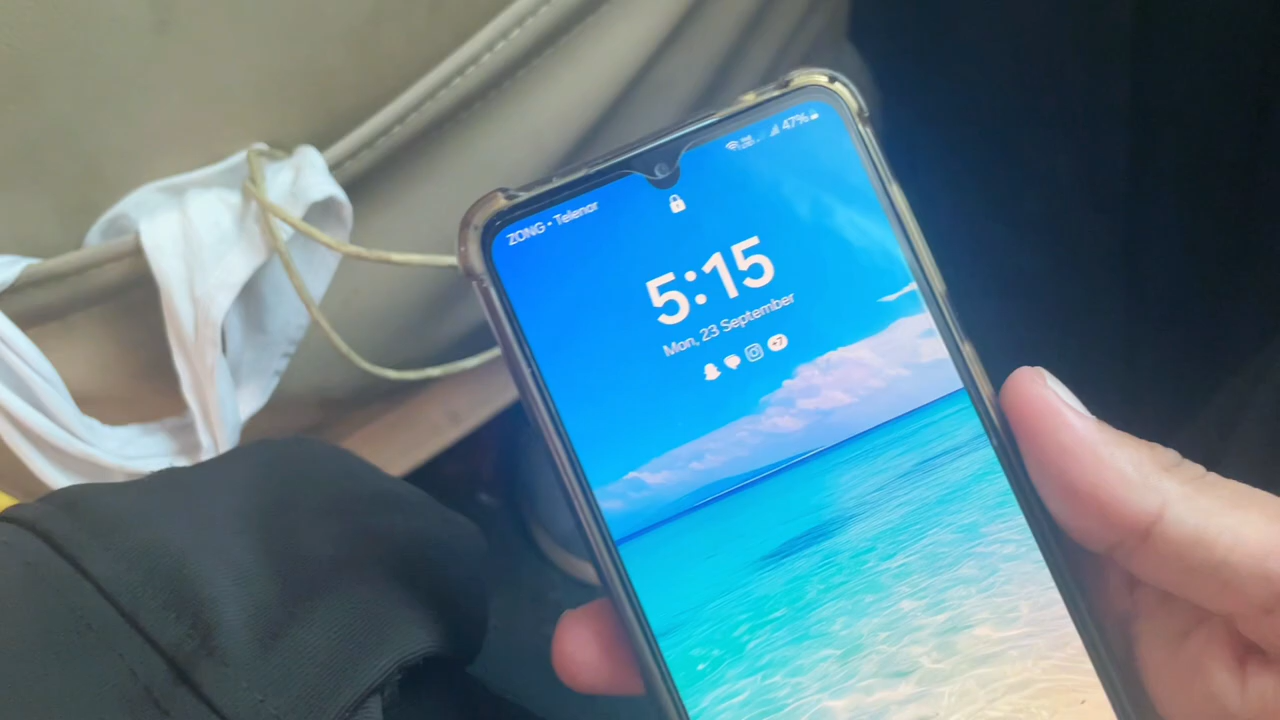 ZONG • Telenor
47%
5:15
Mon, 23 September
+7